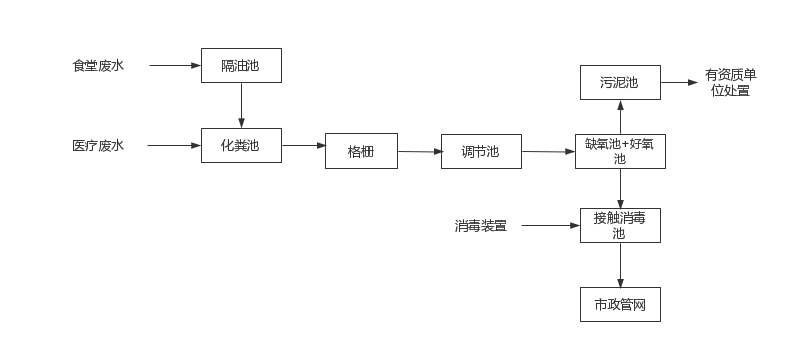 食堂废水
隔油池
污泥池
有资质单
位处置
医疗废水
化粪池
格栅
调节池
缺氧池+好氧
池
消毒装置
接触消毒
池
市政管网